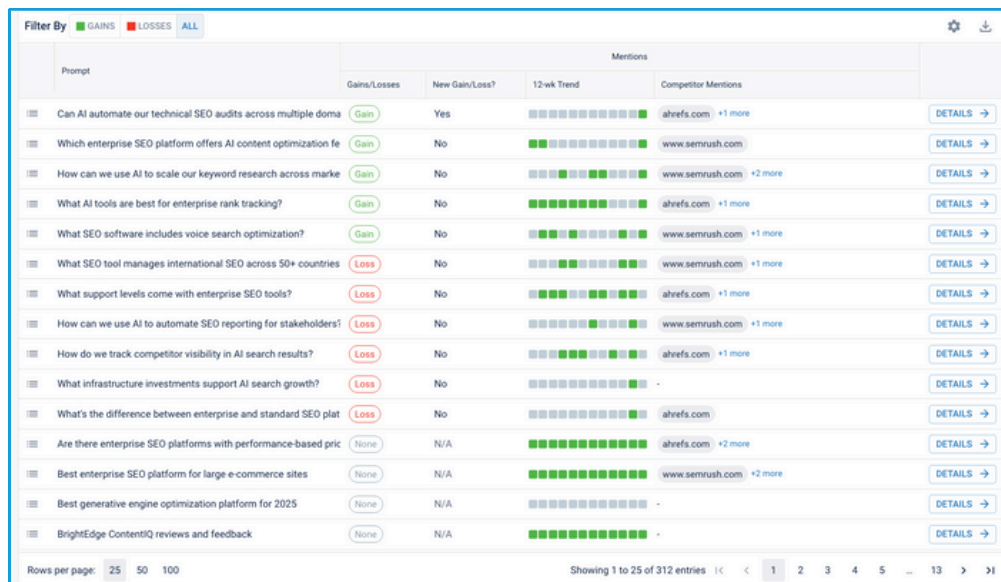 Filter By GAINS LOSSES ALL
Mentions
Prompt
Gains/Losses New Gain/Loss? 12-wk Trend Competitor Mentions
Can AI automate our technical SEO audits across multiple doma Gain Yes ahrefs.com +1 more DETAILS →
Which enterprise SEO platform offers AI content optimization fe Gain No www.semrush.com DETAILS →
How can we use AI to scale our keyword research across marke Gain No www.semrush.com +2 more DETAILS →
What AI tools are best for enterprise rank tracking? Gain No ahrefs.com +1 more DETAILS →
What SEO software includes voice search optimization? Gain No www.semrush.com +1 more DETAILS →
What SEO tool manages international SEO across 50+ countries Loss No www.semrush.com +1 more DETAILS →
What support levels come with enterprise SEO tools? Loss No ahrefs.com +1 more DETAILS →
How can we use AI to automate SEO reporting for stakeholders? Loss No www.semrush.com +1 more DETAILS →
How do we track competitor visibility in AI search results? Loss No ahrefs.com +1 more DETAILS →
What infrastructure investments support AI search growth? Loss No - DETAILS →
What's the difference between enterprise and standard SEO plat Loss No ahrefs.com DETAILS →
Are there enterprise SEO platforms with performance-based pric None N/A ahrefs.com +2 more DETAILS →
Best enterprise SEO platform for large e-commerce sites None N/A www.semrush.com +2 more DETAILS →
Best generative engine optimization platform for 2025 None N/A - DETAILS →
BrightEdge ContentIQ reviews and feedback None N/A - DETAILS →
Rows per page: 25 50 100 Showing 1 to 25 of 312 entries |< < 1 2 3 4 5 ... 13 > >|